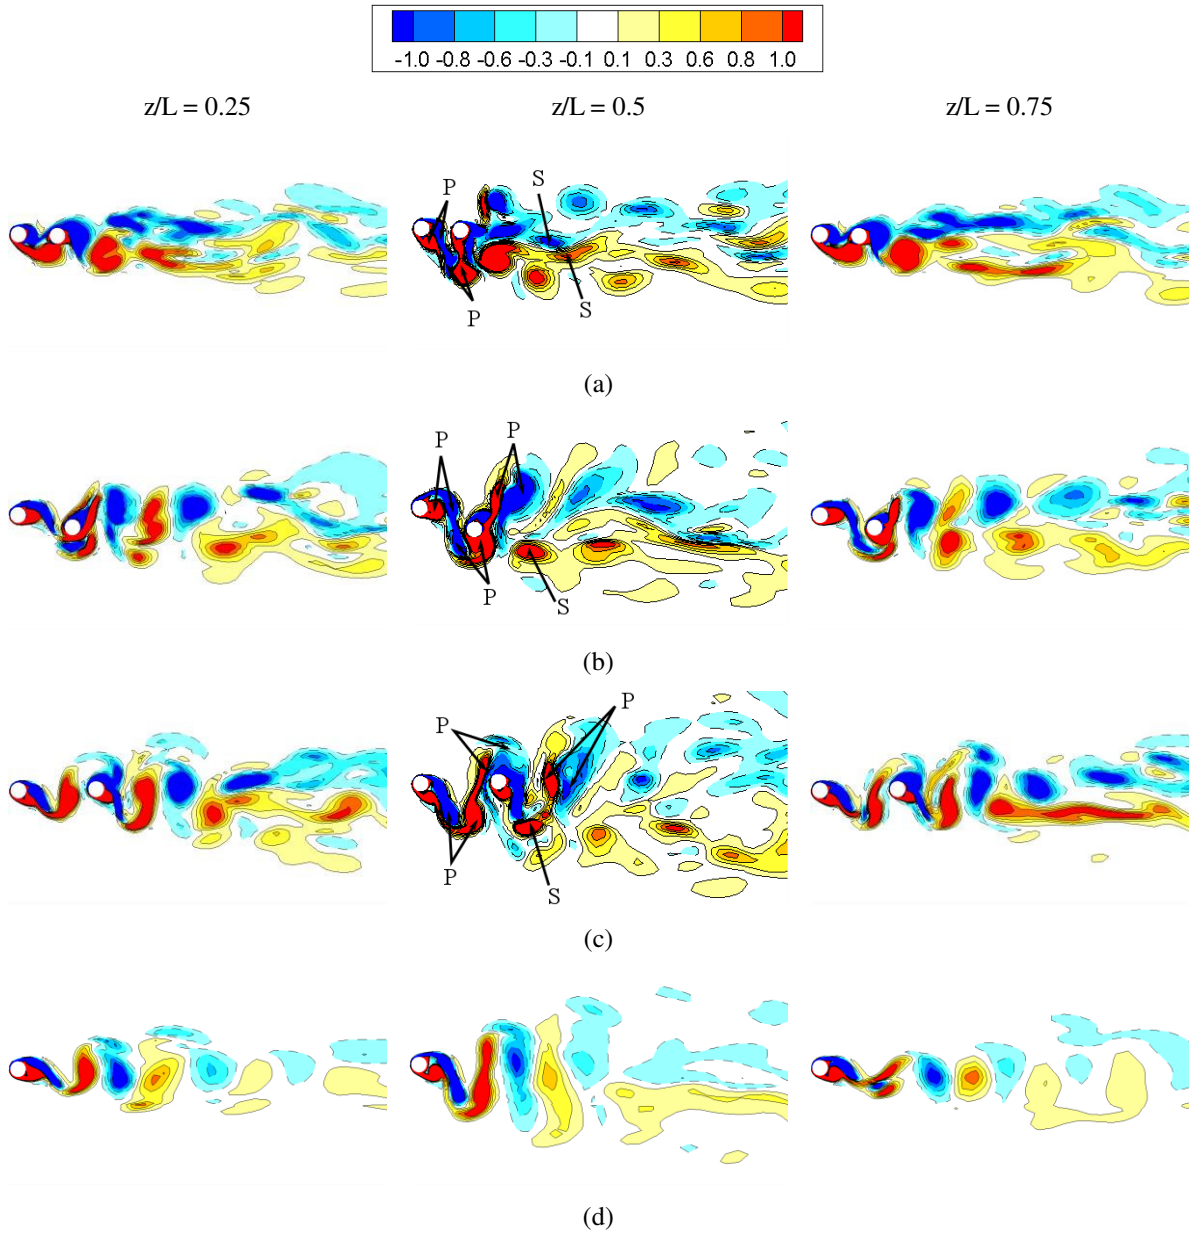 -1.0 -0.8 -0.6 -0.3 -0.1 0.1 0.3 0.6 0.8 1.0
z/L = 0.25 z/L = 0.5 z/L = 0.75
P S
P S
(a)
P P
P S
(b)
P P
P S
(c)
(d)